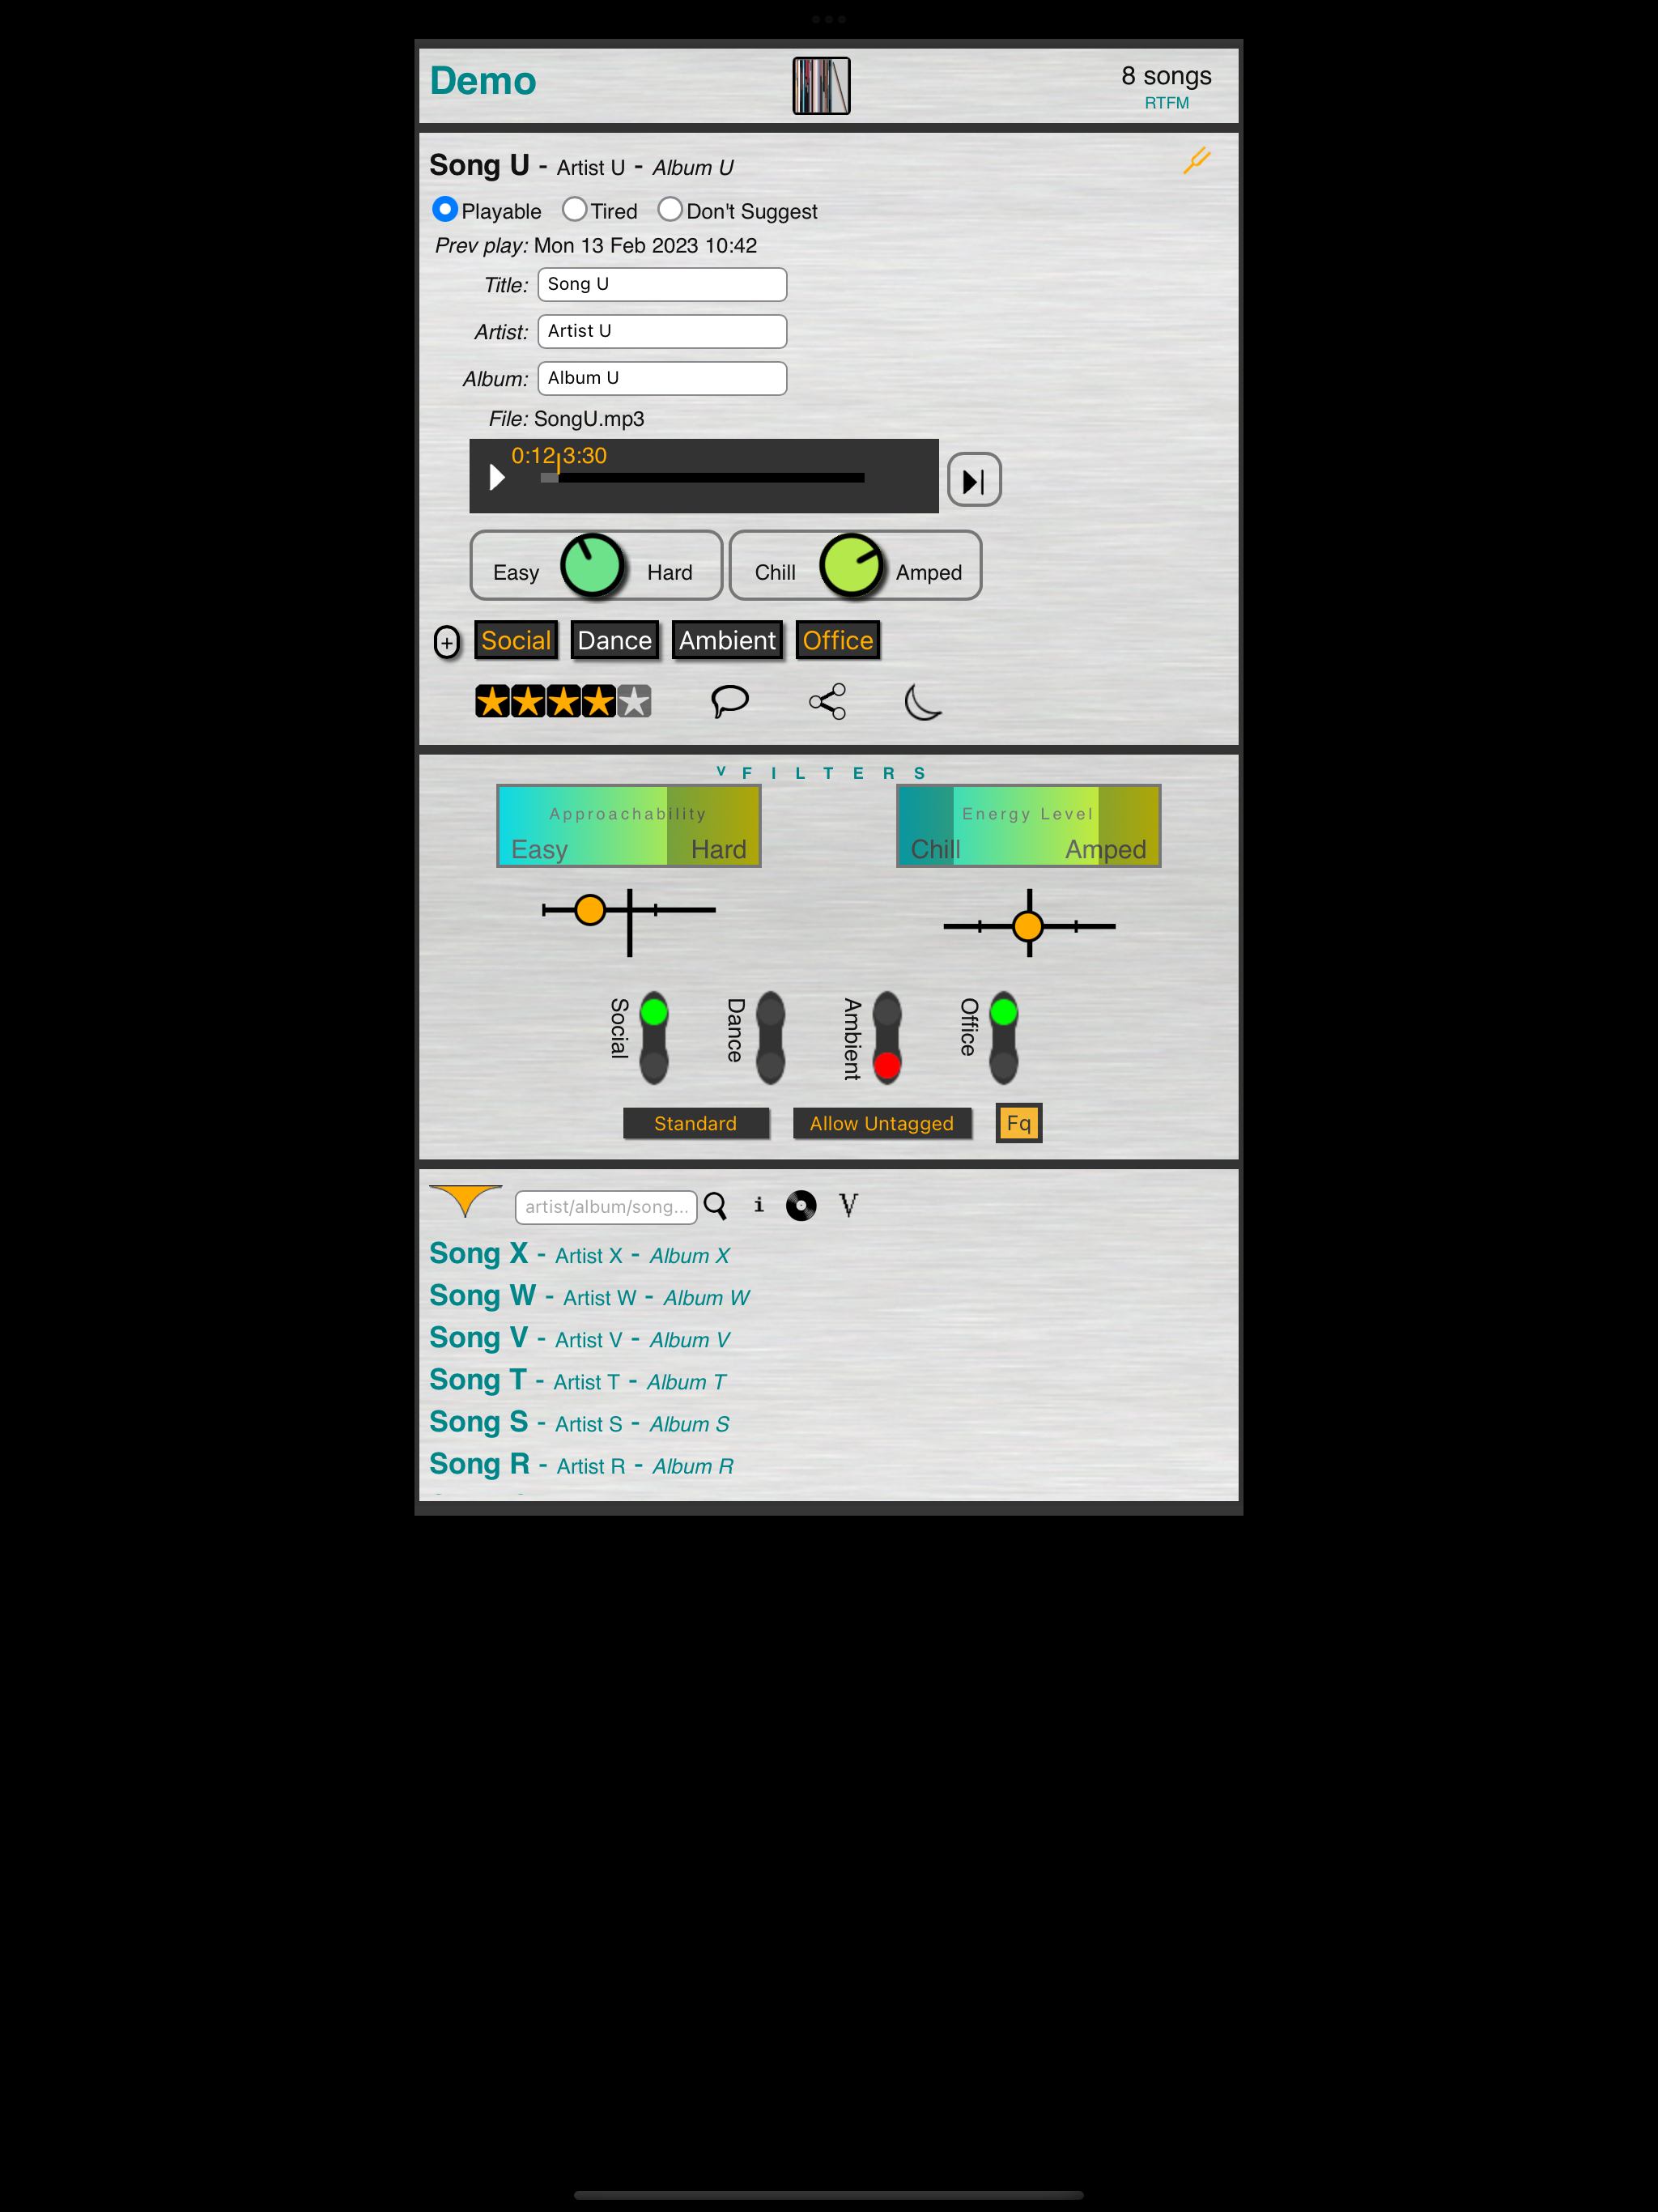 Demo
8 songs
RTFM
Song U - Artist U - Album U
Playable Tired Don't Suggest
Prev play: Mon 13 Feb 2023 10:42
Title: Song U
Artist: Artist U
Album: Album U
File: SongU.mp3
0:12 3:30
Easy Hard Chill Amped
+ Social Dance Ambient Office
V FILTERS
Approachability Energy Level
Easy Hard Chill Amped
Social Dance Ambient Office
Standard Allow Untagged Fq
artist/album/song... i V
Song X - Artist X - Album X
Song W - Artist W - Album W
Song V - Artist V - Album V
Song T - Artist T - Album T
Song S - Artist S - Album S
Song R - Artist R - Album R